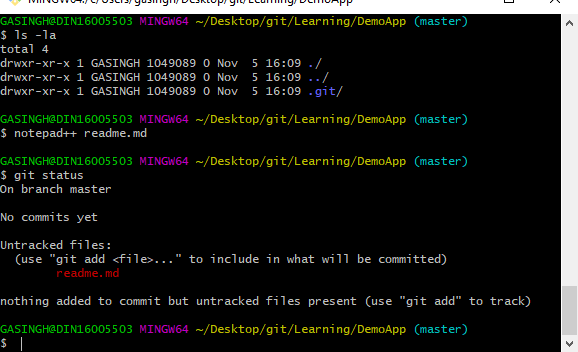 MINGW64:/c/Users/gasingh/Desktop/git/Learning/DemoApp
GASINGH@DIN16005503 MINGW64 ~/Desktop/git/Learning/DemoApp (master)
$ ls -la
total 4
drwxr-xr-x 1 GASINGH 1049089 0 Nov  5 16:09 ./
drwxr-xr-x 1 GASINGH 1049089 0 Nov  5 16:09 ../
drwxr-xr-x 1 GASINGH 1049089 0 Nov  5 16:09 .git/
GASINGH@DIN16005503 MINGW64 ~/Desktop/git/Learning/DemoApp (master)
$ notepad++ readme.md
GASINGH@DIN16005503 MINGW64 ~/Desktop/git/Learning/DemoApp (master)
$ git status
On branch master
No commits yet
Untracked files:
  (use "git add <file>..." to include in what will be committed)
        readme.md
nothing added to commit but untracked files present (use "git add" to track)
GASINGH@DIN16005503 MINGW64 ~/Desktop/git/Learning/DemoApp (master)
$